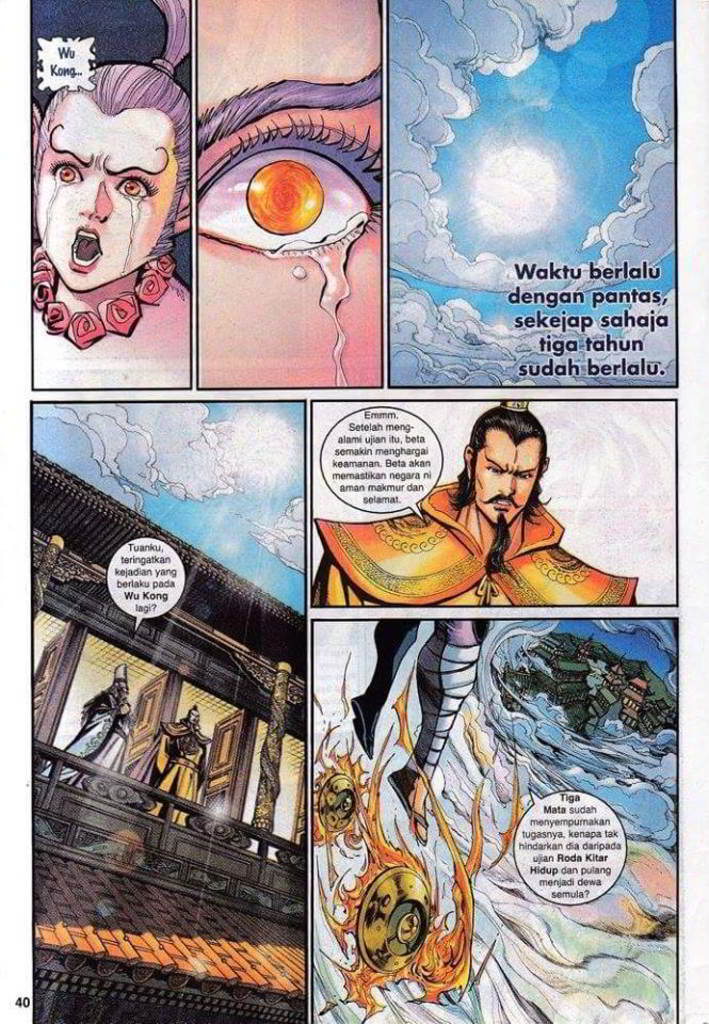 Wu
Kong...
Waktu berlalu
dengan pantas,
sekejap sahaja
tiga tahun
sudah berlalu.
Tuanku,
teringatkan
kejadian yang
berlaku pada
Wu Kong
lagi?
Emmm.
Setelah meng-
alami ujian itu, beta
semakin menghargai
keamanan. Beta akan
memastikan negara ni
aman makmur dan
selamat.
Tiga
Mata sudah
menyempurnakan
tugasnya, kenapa tak
hindarkan dia daripada
ujian Roda Kitar
Hidup dan pulang
menjadi dewa
semula?
40